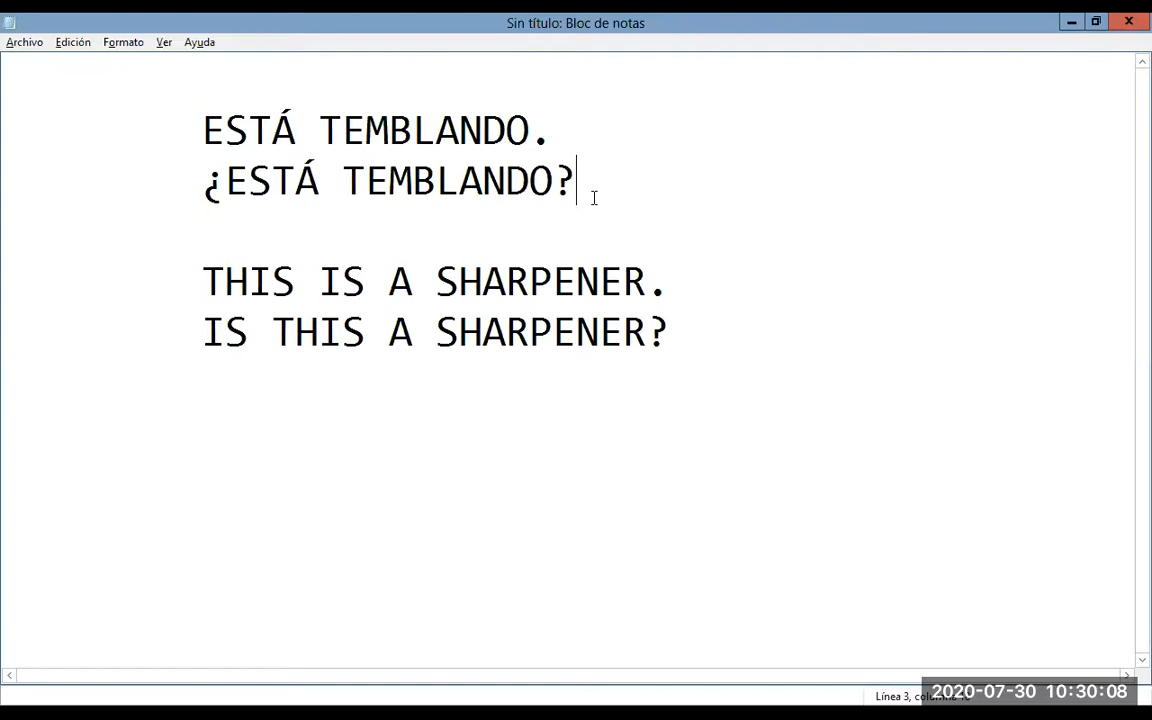 Sin título: Bloc de notas
Archivo Edición Formato Ver Ayuda
ESTÁ TEMBLANDO.
¿ESTÁ TEMBLANDO?
THIS IS A SHARPENER.
IS THIS A SHARPENER?
Línea 3,
2020-07-30 10:30:08